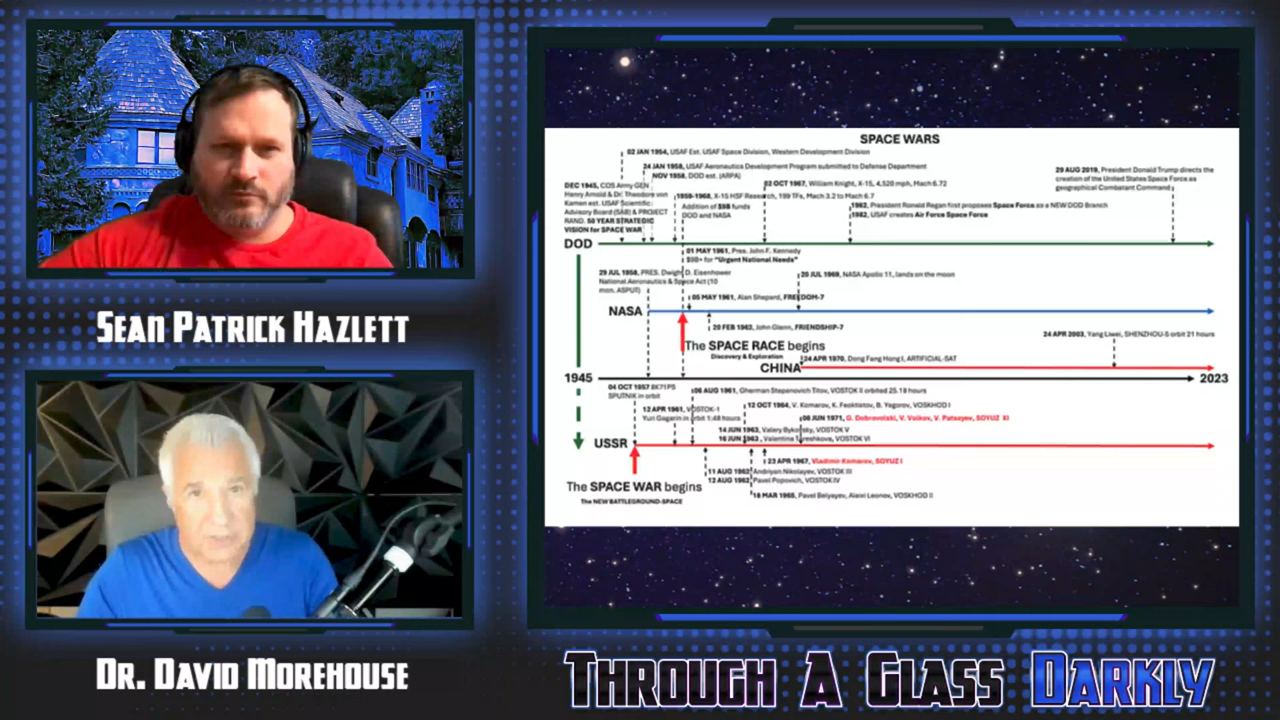 SEAN PATRICK HAZLETT
DR. DAVID MOREHOUSE
SPACE WARS
02 JAN 1954, USAF Est. USAF Space Division, Western Development Division
24 JAN 1958, USAF Aeronautics Development Program submitted to Defense Department
NOV 1958, DOD est. (ARPA)
DEC 1945, COS Army GEN
Henry Arnold & Dr. Theodore von
Kamen est. USAF Scientific
Advisory Board (SAB) & PROJECT
RAND. 50 YEAR STRATEGIC
VISION for SPACE WAR
1959-1968, X-15 HSF Research, 199 TFs, Mach 3.2 to Mach 6.7
Addition of $9B funds
DOD and NASA
02 OCT 1967, William Knight, X-15, 4,520 mph, Mach 6.72
1982, President Ronald Regan first proposes Space Force as a NEW DOD Branch
1982, USAF creates Air Force Space Force
29 AUG 2019, President Donald Trump directs the
creation of the United States Space Force as
geographical Combatant Command
DOD
01 MAY 1961, Pres. John F. Kennedy
$9B+ for "Urgent National Needs"
29 JUL 1958, PRES. Dwight D. Eisenhower
National Aeronautics & Space Act (10
mon. ASPUT)
20 JUL 1969, NASA Apollo 11, lands on the moon
05 MAY 1961, Alan Shepard, FREEDOM-7
NASA
20 FEB 1962, John Glenn, FRIENDSHIP-7
The SPACE RACE begins
Discovery & Exploration
24 APR 2003, Yang Liwei, SHENZHOU-5 orbit 21 hours
24 APR 1970, Dong Fang Hong I, ARTIFICIAL-SAT
CHINA
1945
2023
04 OCT 1957 8K71PS
SPUTNIK in orbit
06 AUG 1961, Gherman Stepanovich Titov, VOSTOK II orbited 25.18 hours
12 APR 1961, VOSTOK-1
Yuri Gagarin in orbit 1:48 hours
12 OCT 1964, V. Komarov, K. Feoktistov, B. Yegorov, VOSKHOD I
06 JUN 1971, G. Dobrovolski, V. Volkov, V. Patsayev, SOYUZ XI
14 JUN 1963, Valery Bykovsky, VOSTOK V
16 JUN 1963, Valentina Tereshkova, VOSTOK VI
USSR
23 APR 1967, Vladimir Komarov, SOYUZ I
11 AUG 1962, Andriyan Nikolayev, VOSTOK III
12 AUG 1962, Pavel Popovich, VOSTOK IV
18 MAR 1965, Pavel Belyayev, Alexei Leonov, VOSKHOD II
The SPACE WAR begins
The NEW BATTLEGROUND-SPACE
THROUGH A GLASS DARKLY